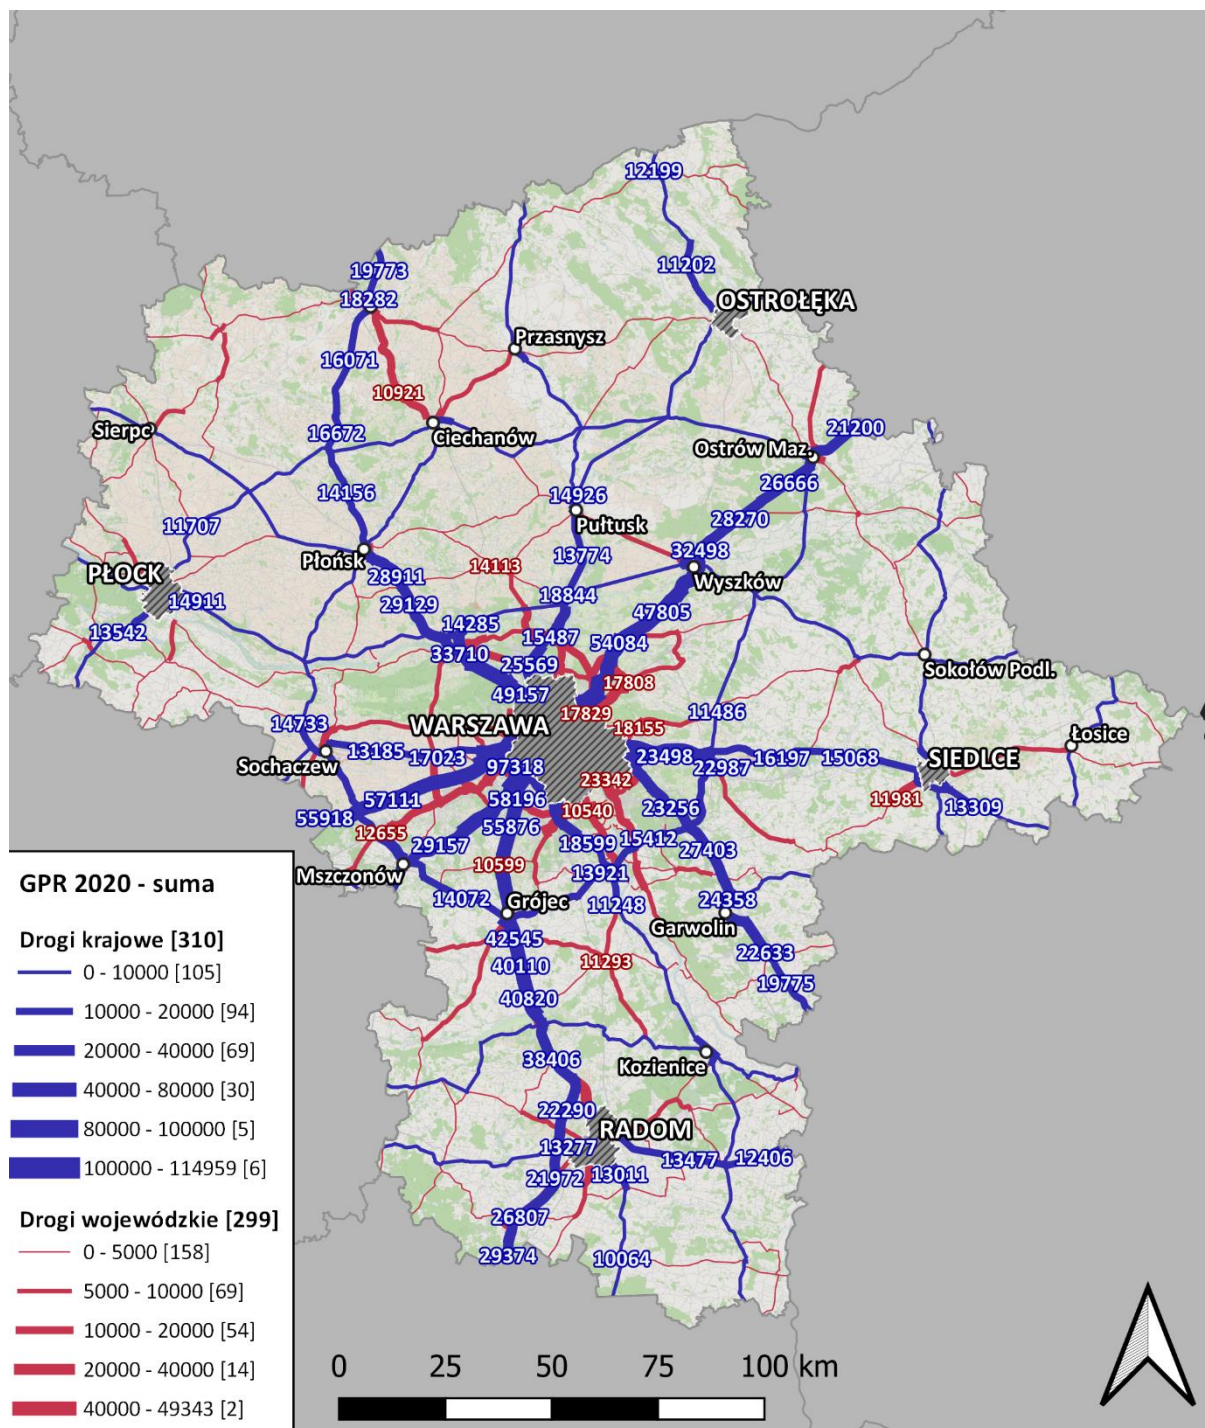 12199
19773
11202
18282
OSTROŁĘKA
Przasnysz
16071
10921
Sierpc
16672
Ciechanów
21200
Ostrów Maz.
26666
14156
14926
28270
11707
Pułtusk
Płońsk
13774
32498
PŁOCK
28911
14113
Wyszków
14911
29129
18844
47805
13542
14285
15487
54084
33710
25569
Sokołów Podl.
49157
17808
17829
11486
14733
WARSZAWA
18155
Łosice
13185
17023
23498
16197
15068
SIEDLCE
Sochaczew
97318
22987
23342
57111
58196
11981
13309
55918
10540
23256
12655
55876
18599
15412
29157
27403
Mszczonów
10599
13921
14072
Grójec
11248
24358
Garwolin
42545
22633
40110
11293
19775
40820
38406
Kozienice
22290
RADOM
13277
13477
12406
21972
13011
26807
29374
10064
GPR 2020 - suma
Drogi krajowe [310]
0 - 10000 [105]
10000 - 20000 [94]
20000 - 40000 [69]
40000 - 80000 [30]
80000 - 100000 [5]
100000 - 114959 [6]
Drogi wojewódzkie [299]
0 - 5000 [158]
5000 - 10000 [69]
10000 - 20000 [54]
20000 - 40000 [14]
40000 - 49343 [2]
0 25 50 75 100 km